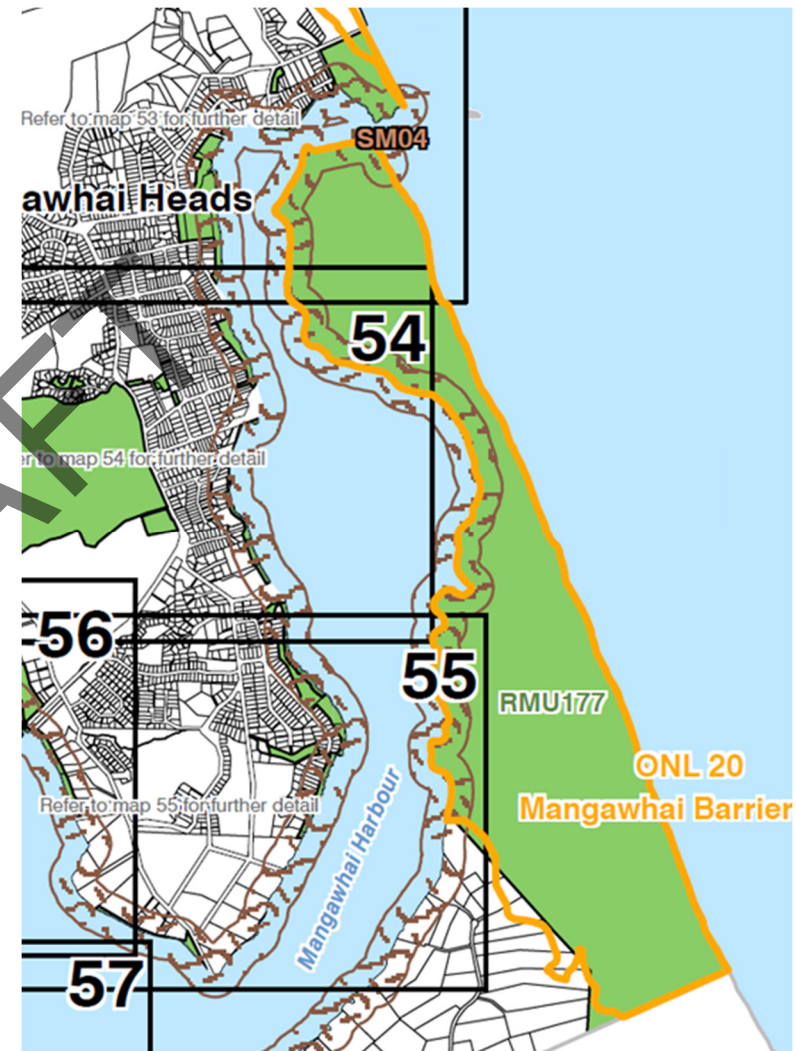 Refer to map 53 for further detail
SM04
awhai Heads
54
er to map 54 for further detail
56
55
RMU177
ONL 20
Mangawhai Barrier
Refer to map 55 for further detail
Mangawhai Harbour
57